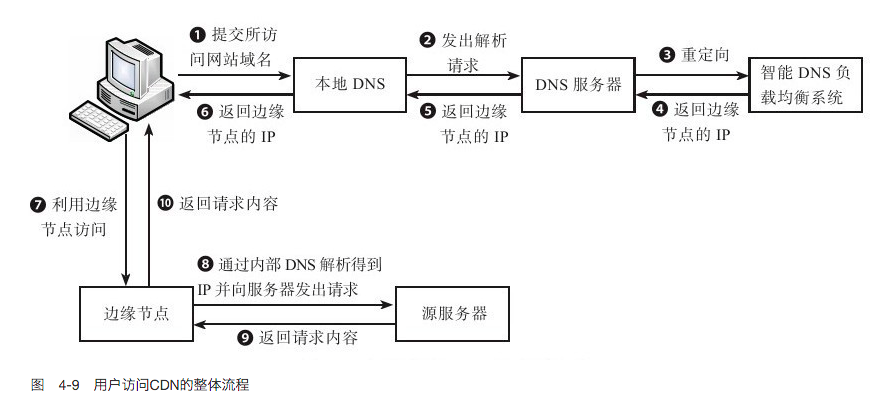 ❶ 提交所访
问网站域名
❷ 发出解析
请求
❸ 重定向
本地 DNS
DNS 服务器
智能 DNS 负
载均衡系统
❻ 返回边缘
节点的 IP
❺ 返回边缘
节点的 IP
❹ 返回边缘
节点的 IP
❼ 利用边缘
节点访问
❿ 返回请求内容
❽ 通过内部 DNS 解析得到
IP 并向服务器发出请求
边缘节点
源服务器
❾ 返回请求内容
图 4-9 用户访问CDN的整体流程